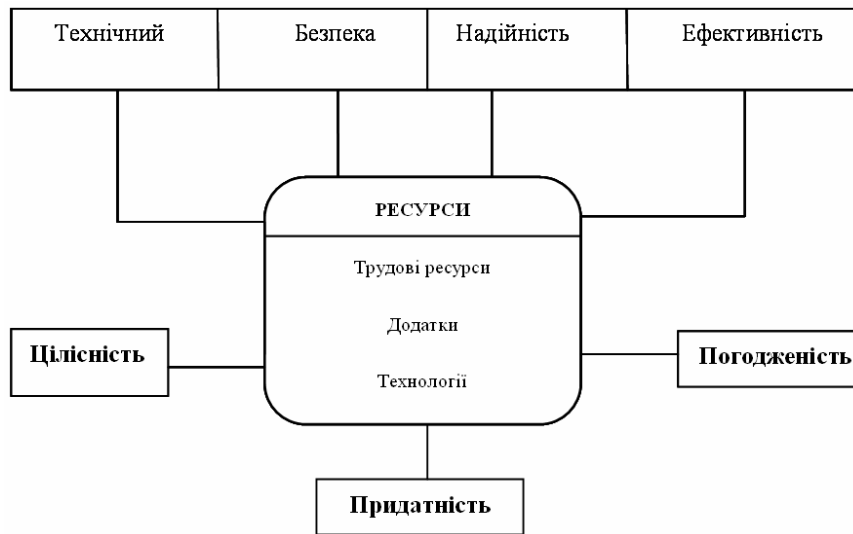 Технічний Безпека Надійність Ефективність
РЕСУРСИ
Трудові ресурси
Додатки
Технології
Цілісність
Погодженість
Придатність